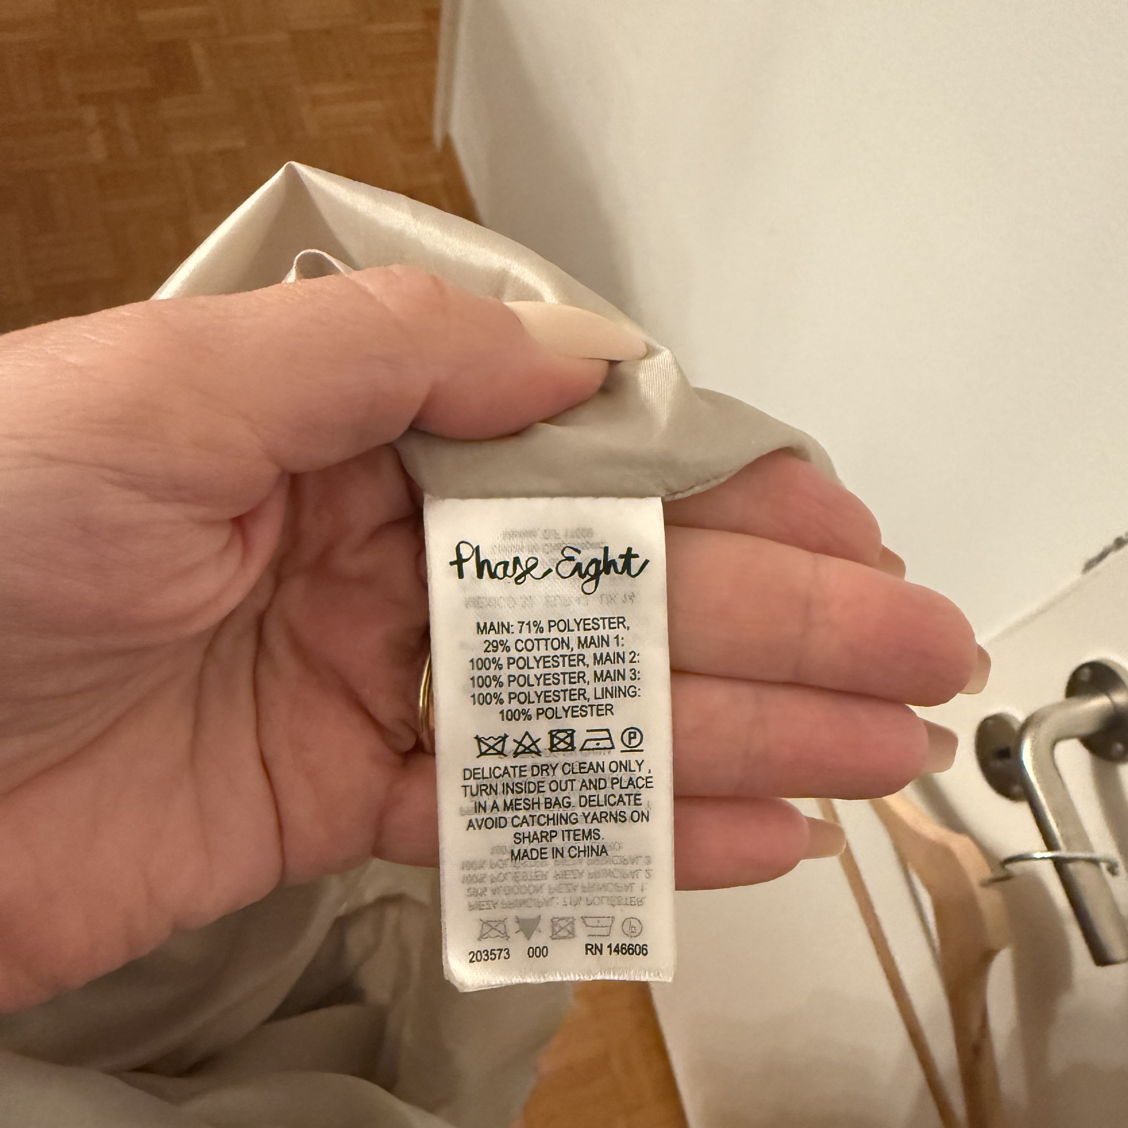 Phase Eight
MAIN: 71% POLYESTER,
29% COTTON, MAIN 1:
100% POLYESTER, MAIN 2:
100% POLYESTER, MAIN 3:
100% POLYESTER, LINING:
100% POLYESTER
P
DELICATE DRY CLEAN ONLY ,
TURN INSIDE OUT AND PLACE
IN A MESH BAG. DELICATE
AVOID CATCHING YARNS ON
SHARP ITEMS.
MADE IN CHINA
203573 000 RN 146606